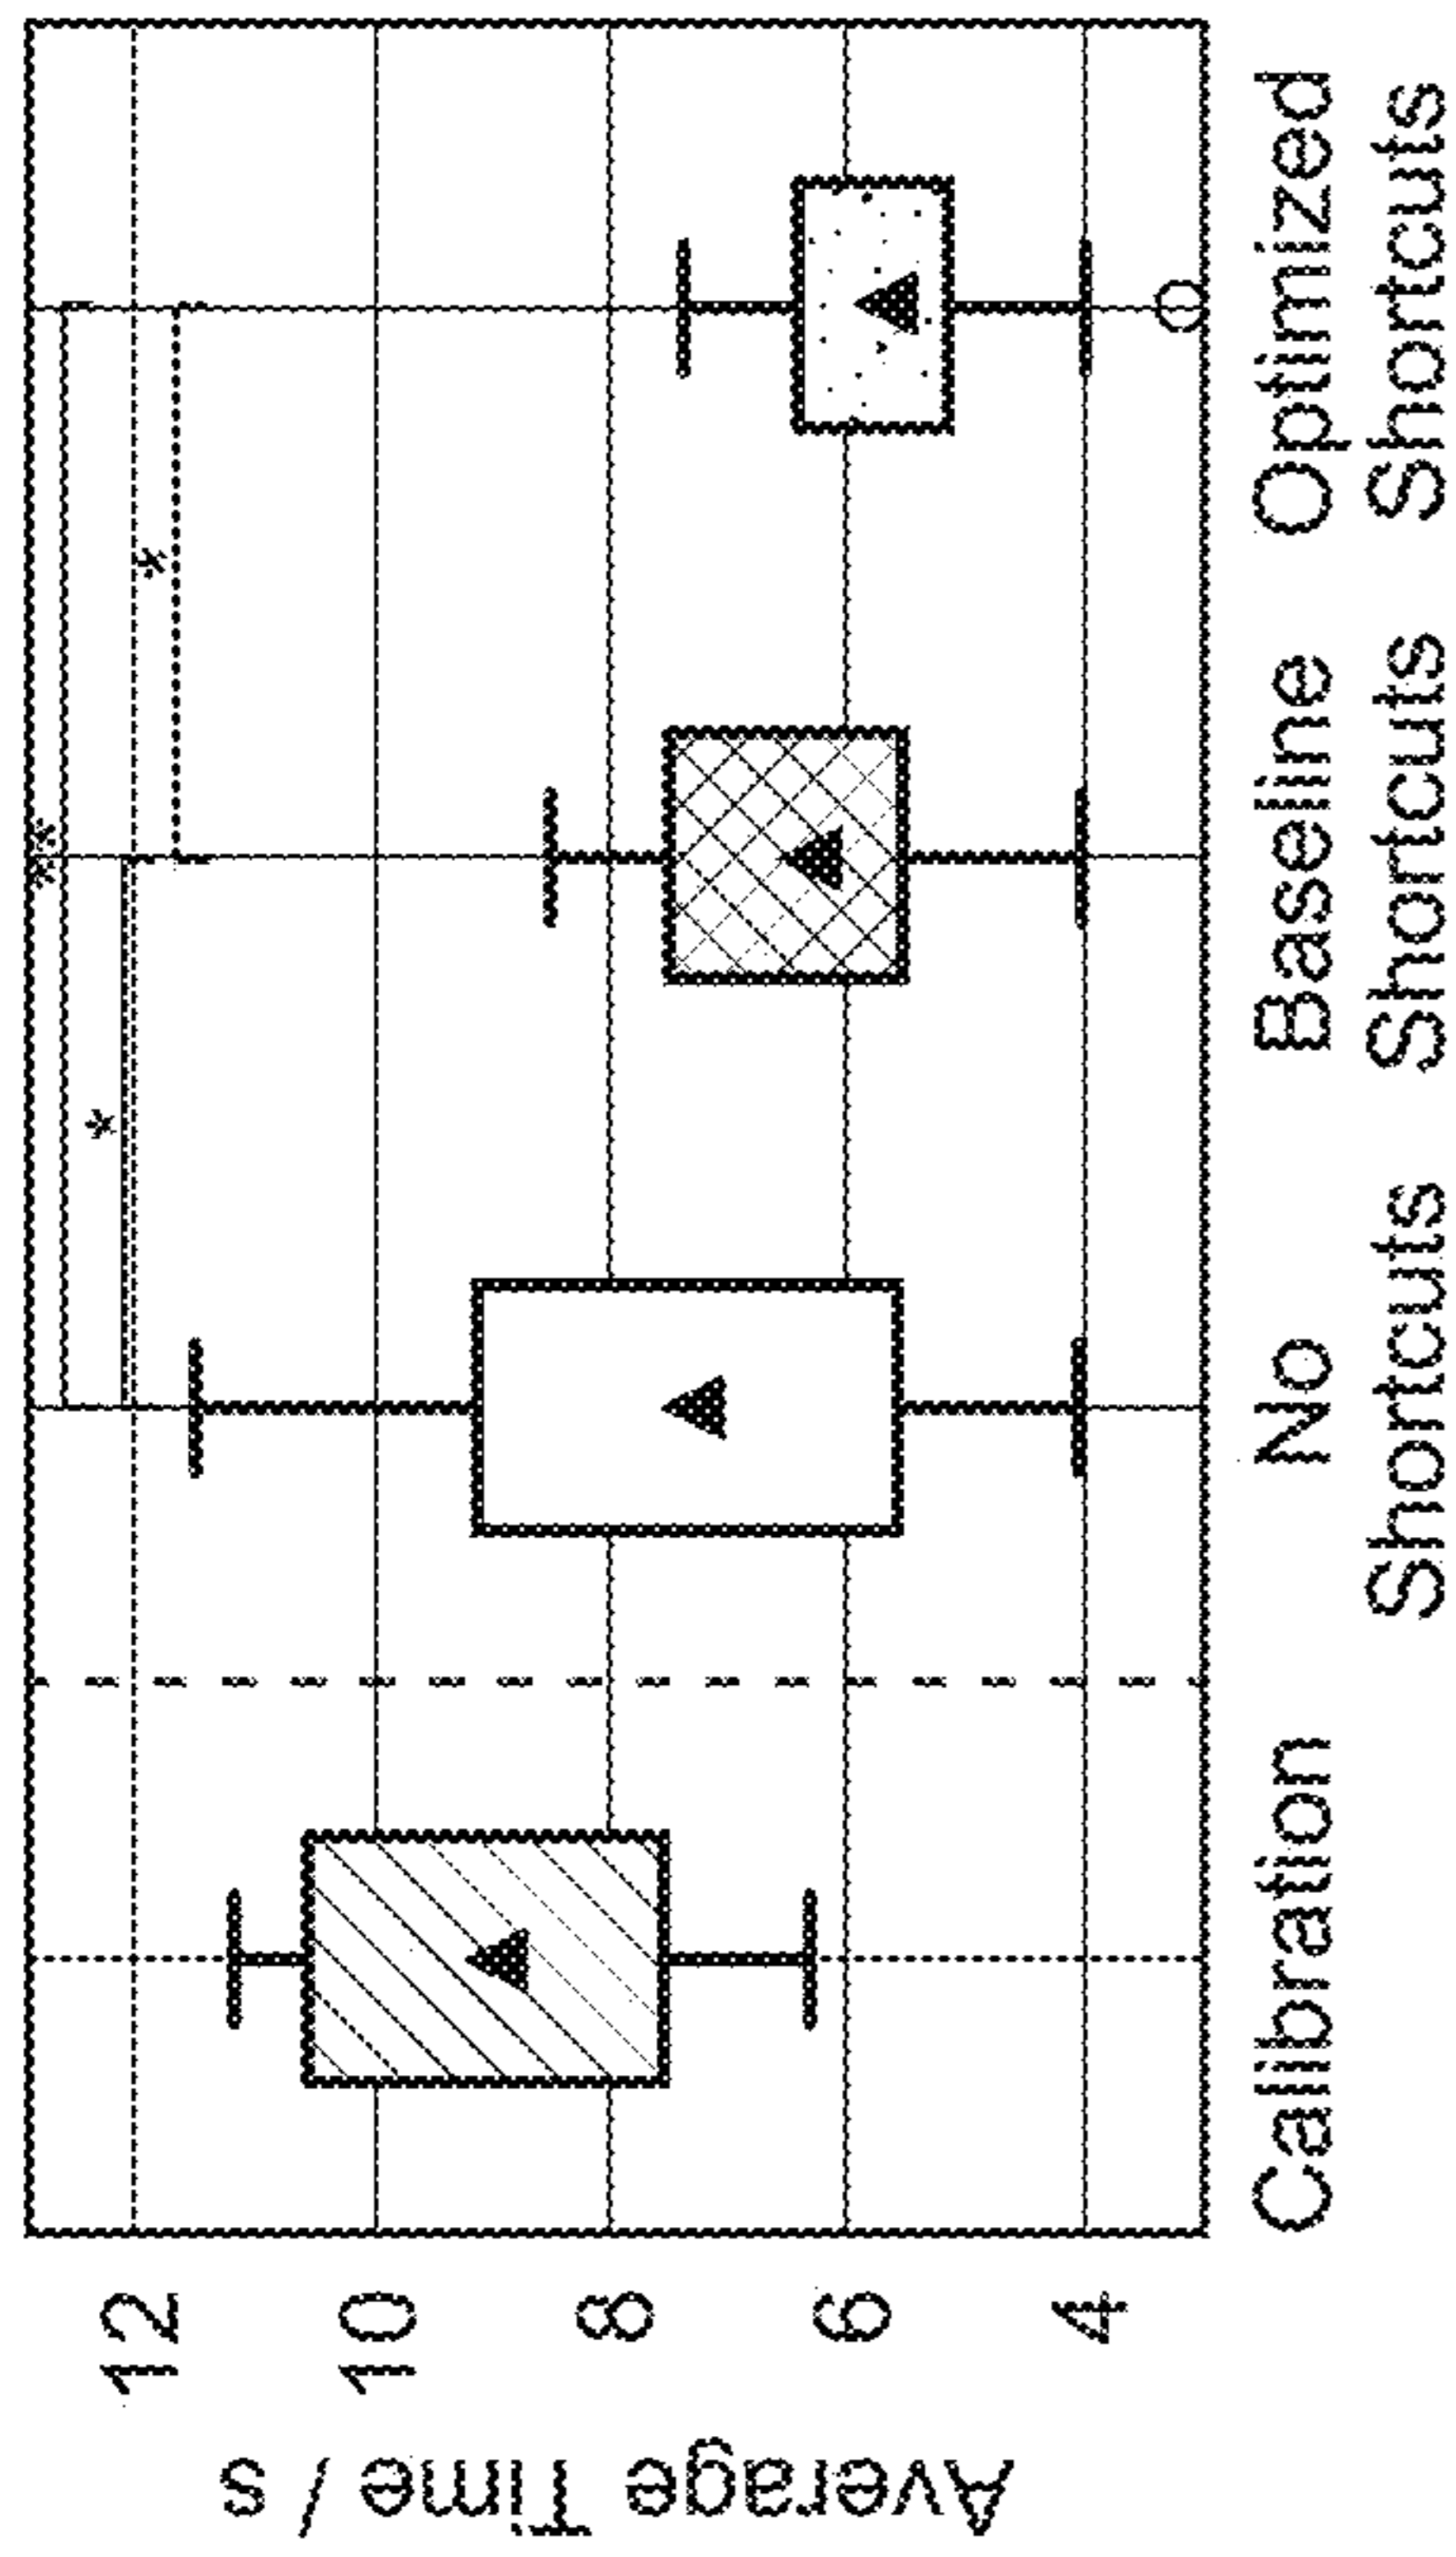 Average Time / s
12
10
8
6
4
**
*
*
Calibration
No
Shortcuts
Baseline
Shortcuts
Optimized
Shortcuts